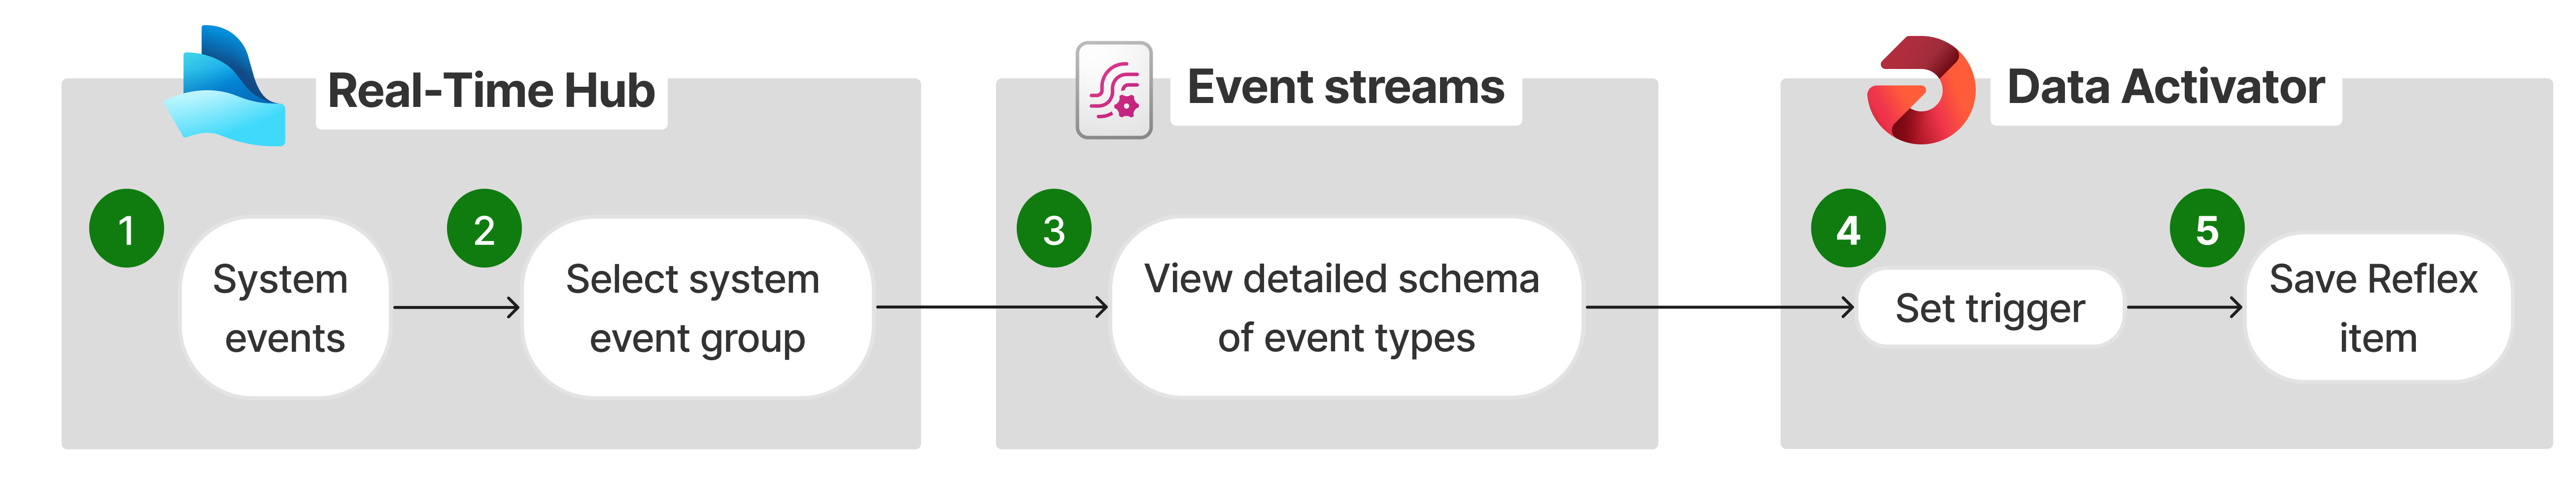 Real-Time Hub
Event streams
Data Activator
1
System
events
2
Select system
event group
3
View detailed schema
of event types
4
Set trigger
5
Save Reflex
item